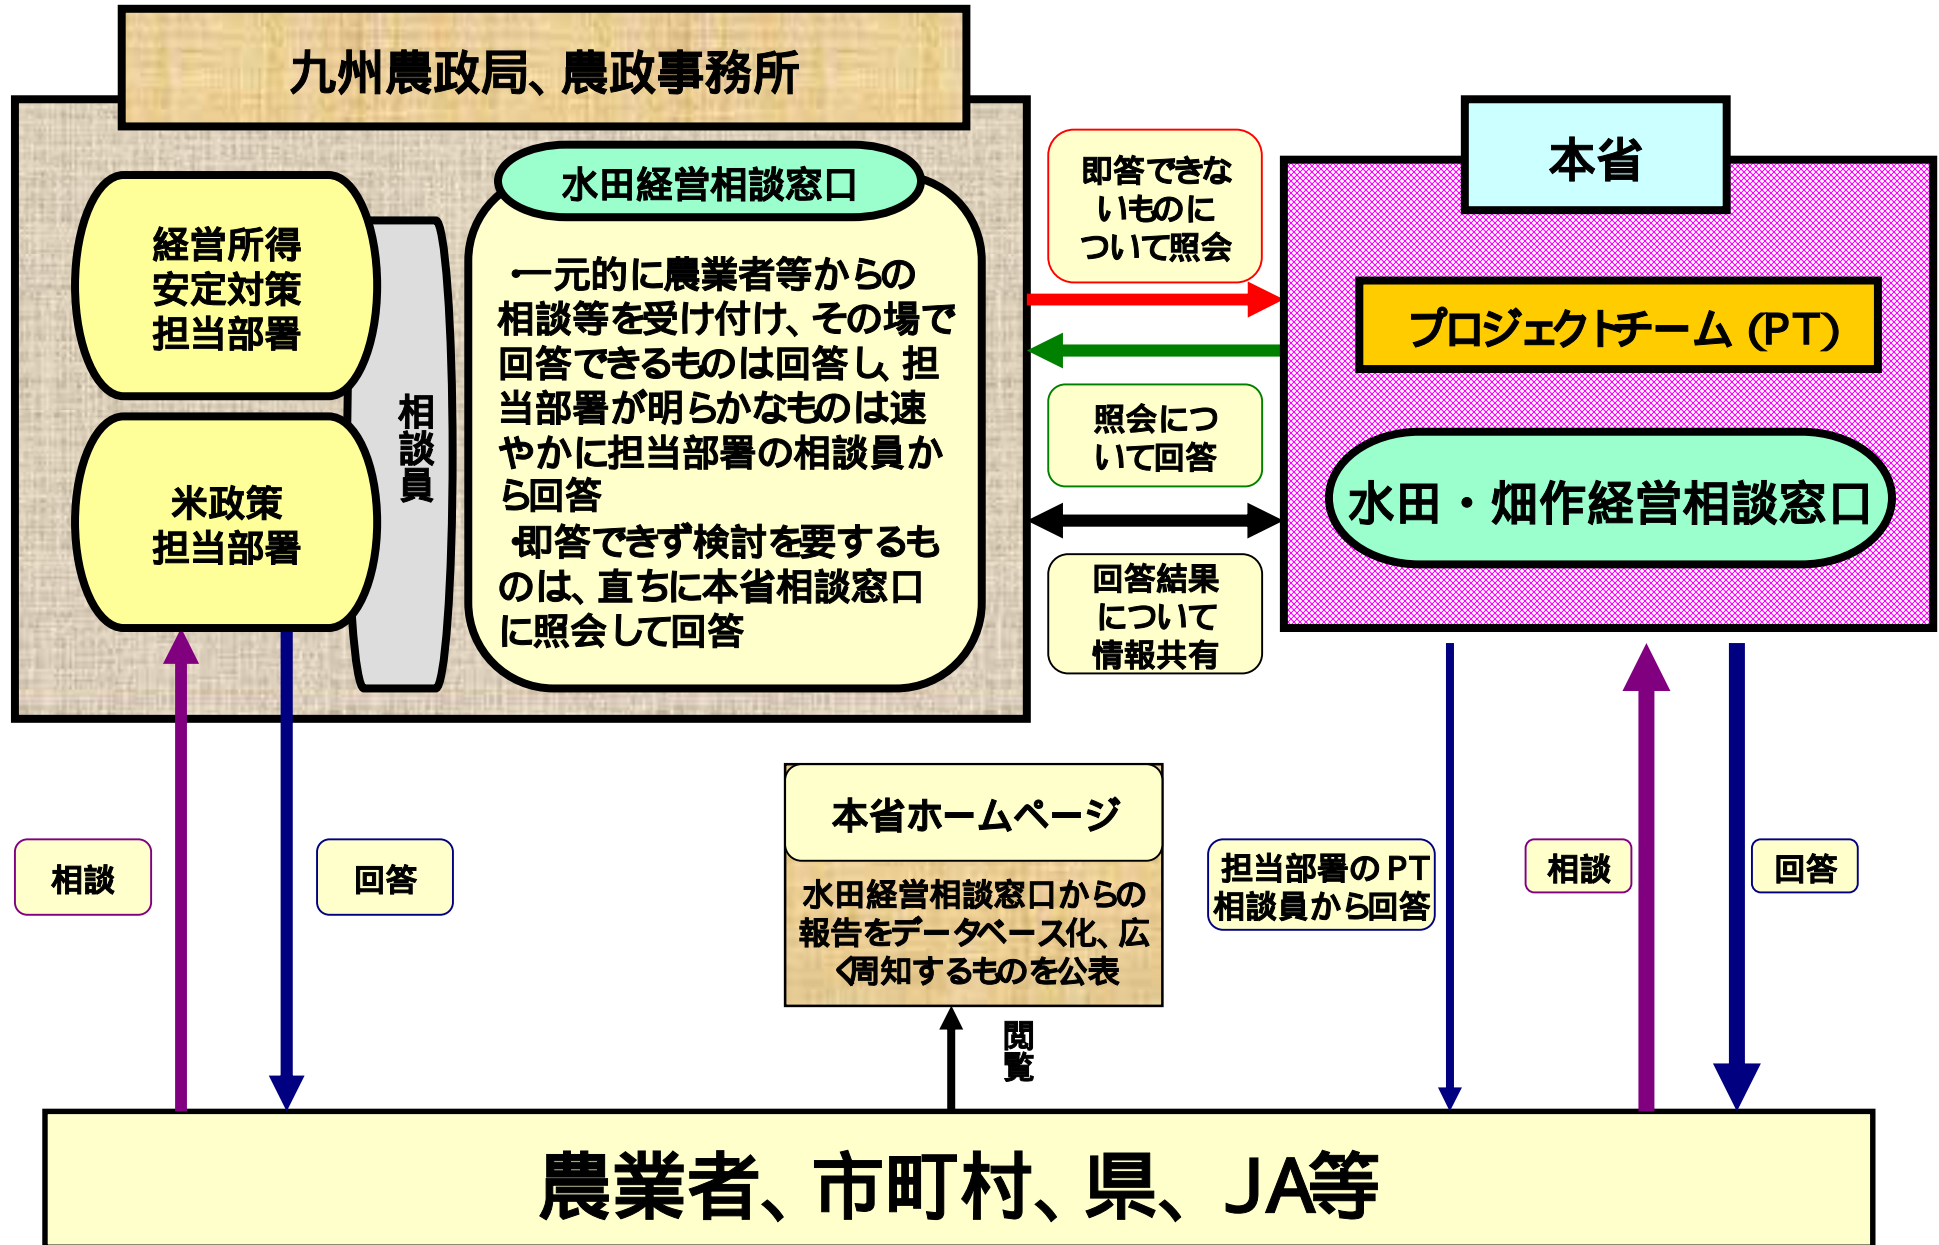 九州農政局、農政事務所
経営所得
安定対策
担当部署
米政策
担当部署
相談員
水田経営相談窓口
・一元的に農業者等からの
相談等を受け付け、その場で
回答できるものは回答し、担
当部署が明らかなものは速
やかに担当部署の相談員か
ら回答
・即答できず検討を要するも
のは、直ちに本省相談窓口
に照会して回答
即答できな
いものに
ついて照会
照会につ
いて回答
回答結果
について
情報共有
本省
プロジェクトチーム(PT)
水田・畑作経営相談窓口
相談
回答
本省ホームページ
水田経営相談窓口からの
報告をデータベース化、広
く周知するものを公表
閲覧
担当部署のPT
相談員から回答
相談
回答
農業者、市町村、県、JA等